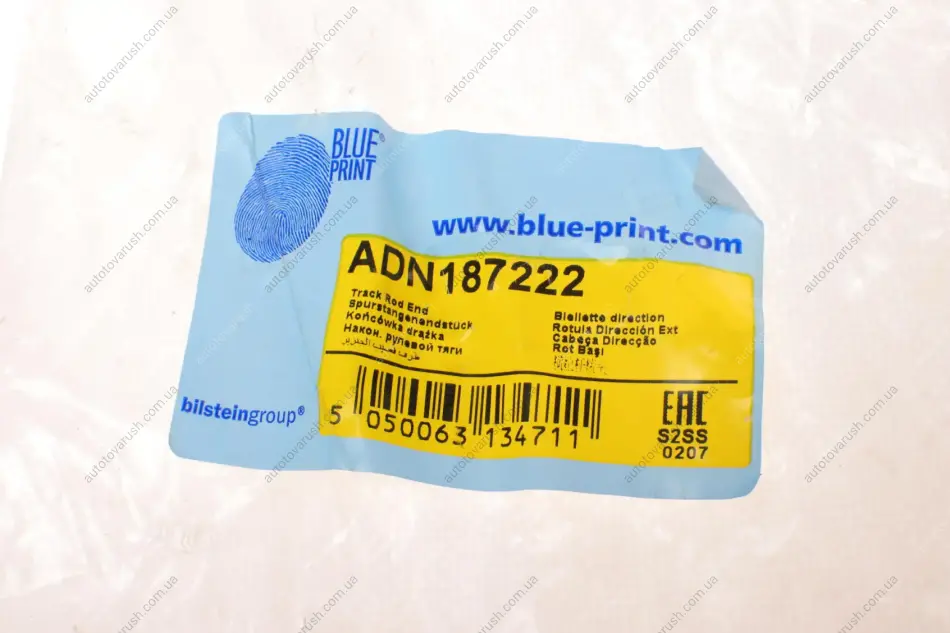 BLUE
PRINT®
www.blue-print.com
ADN187222
Track Rod End
Spurstangenendstück
Końcówka drążka
Након. рулевой тяги
Biellette direction
Rotula Dirección Ext
Cabeça Direcção
Rot Başi
5 050063 134711
EAC
S2SS
0207
bilsteingroup®
autotovarush.com.ua